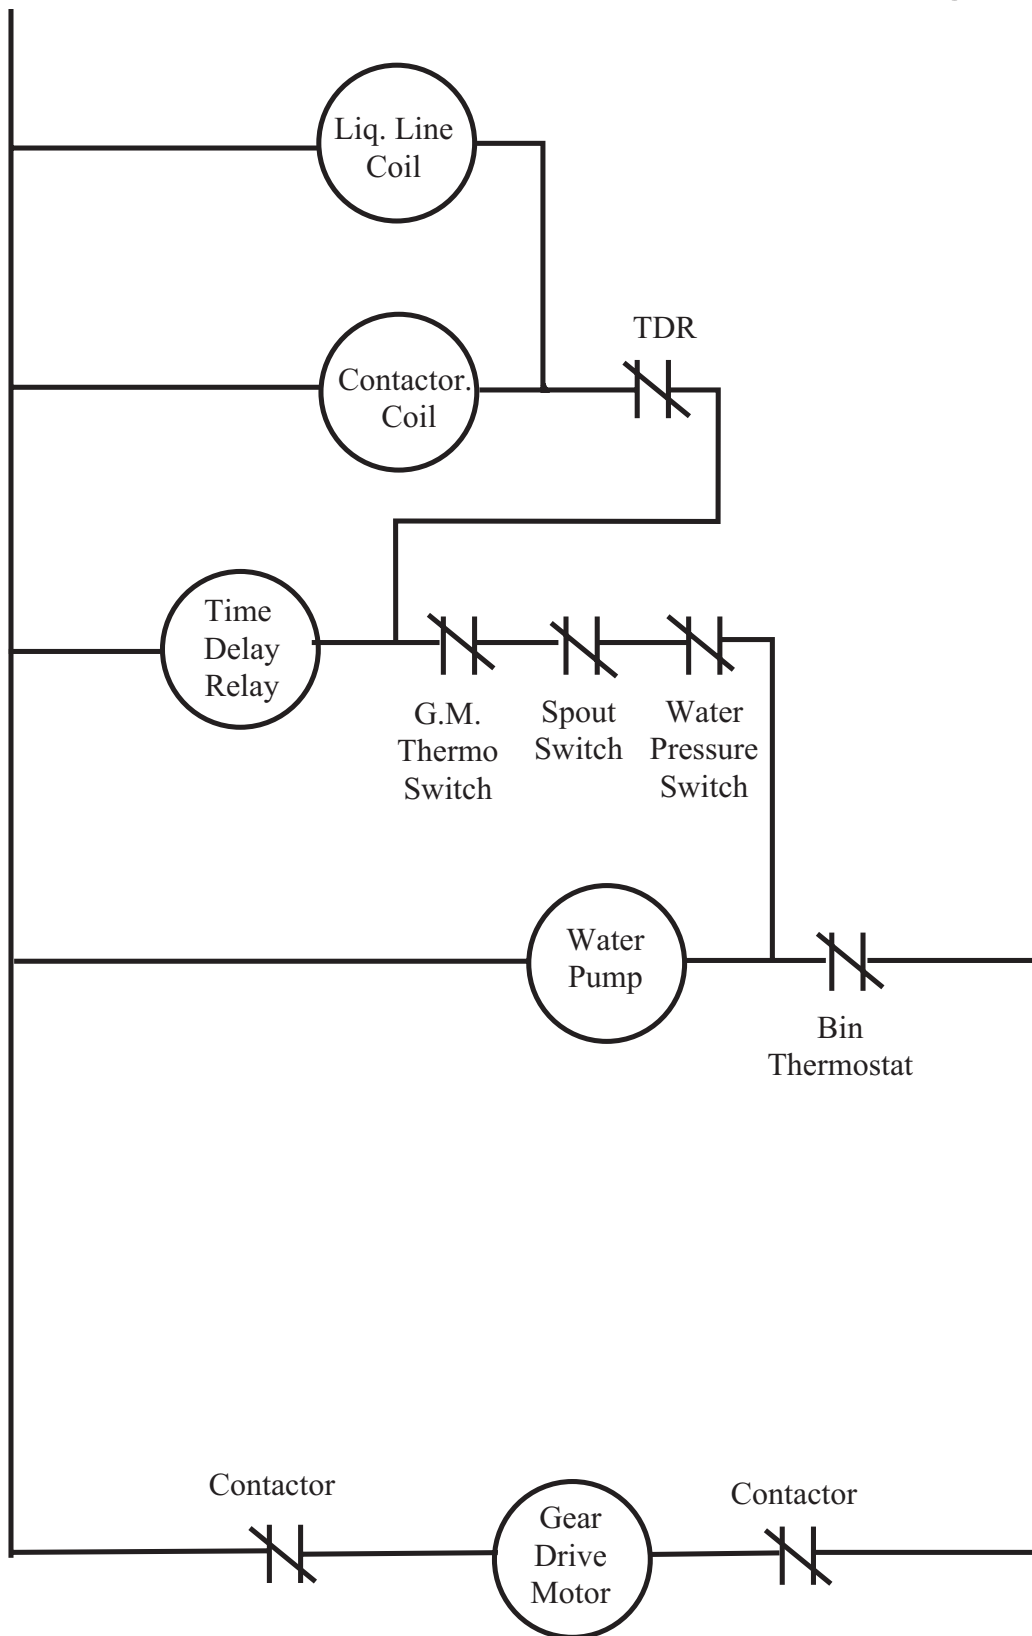 Liq. Line
Coil
TDR
Contactor.
Coil
Time
Delay
Relay
G.M.
Thermo
Switch
Spout
Switch
Water
Pressure
Switch
Water
Pump
Bin
Thermostat
Contactor
Gear
Drive
Motor
Contactor